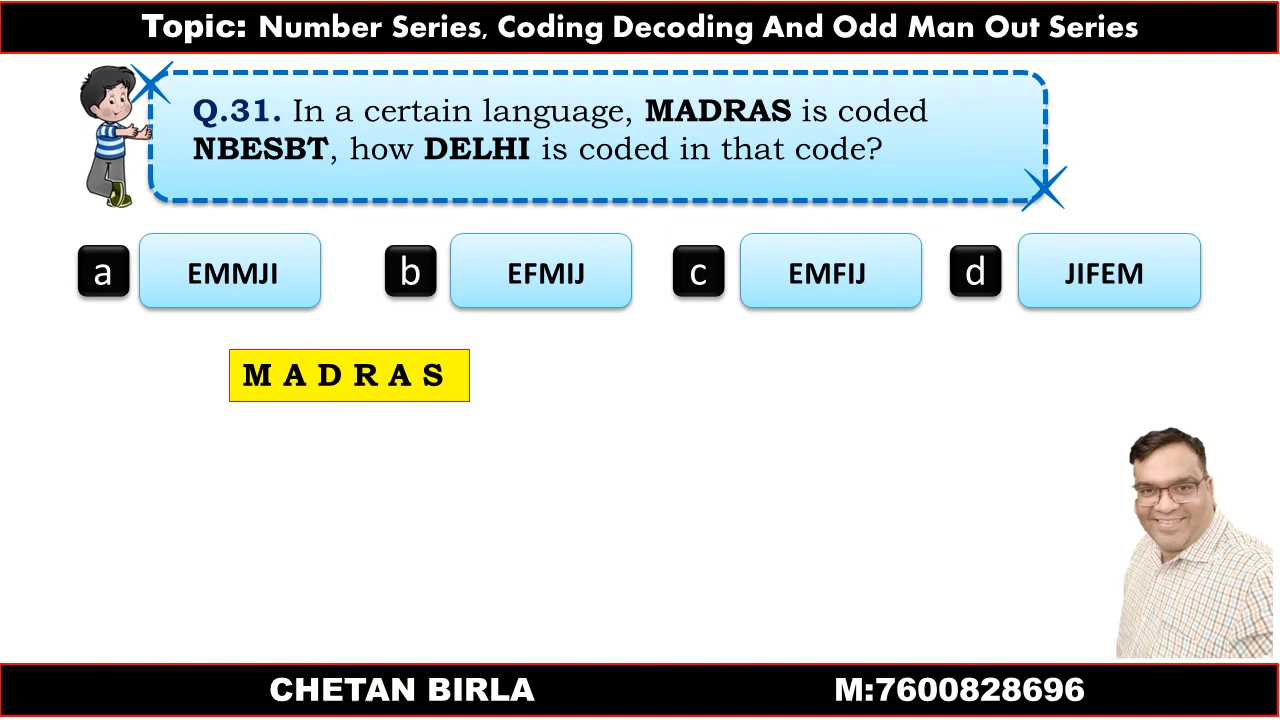 Topic: Number Series, Coding Decoding And Odd Man Out Series
Q.31. In a certain language, MADRAS is coded
NBESBT, how DELHI is coded in that code?
a EMMJI b EFMIJ c EMFIJ d JIFEM
M A D R A S
CHETAN BIRLA M:7600828696